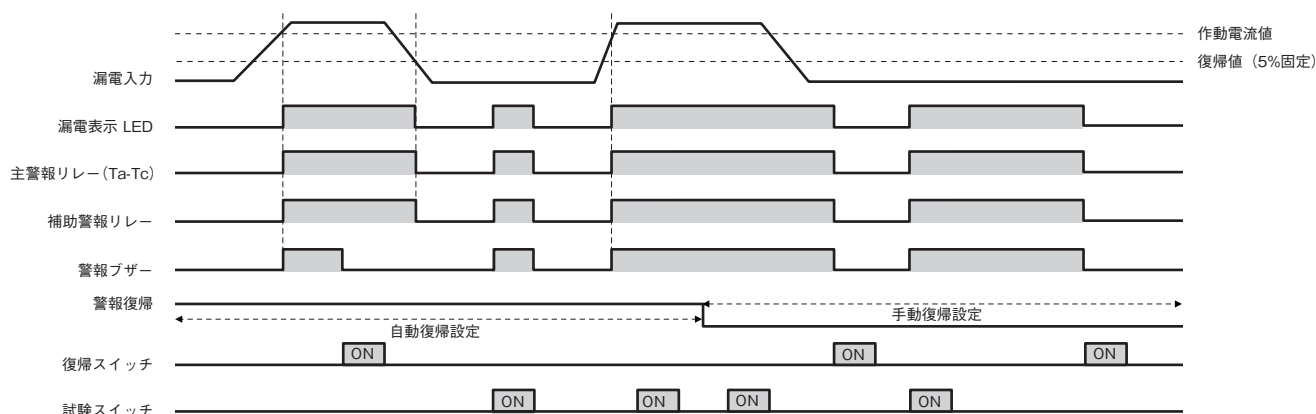 作動電流値
復帰値（5%固定）
漏電入力
漏電表示 LED
主警報リレー（Ta-Tc）
補助警報リレー
警報ブザー
警報復帰
手動復帰設定
自動復帰設定
復帰スイッチ ON ON ON
試験スイッチ ON ON ON ON